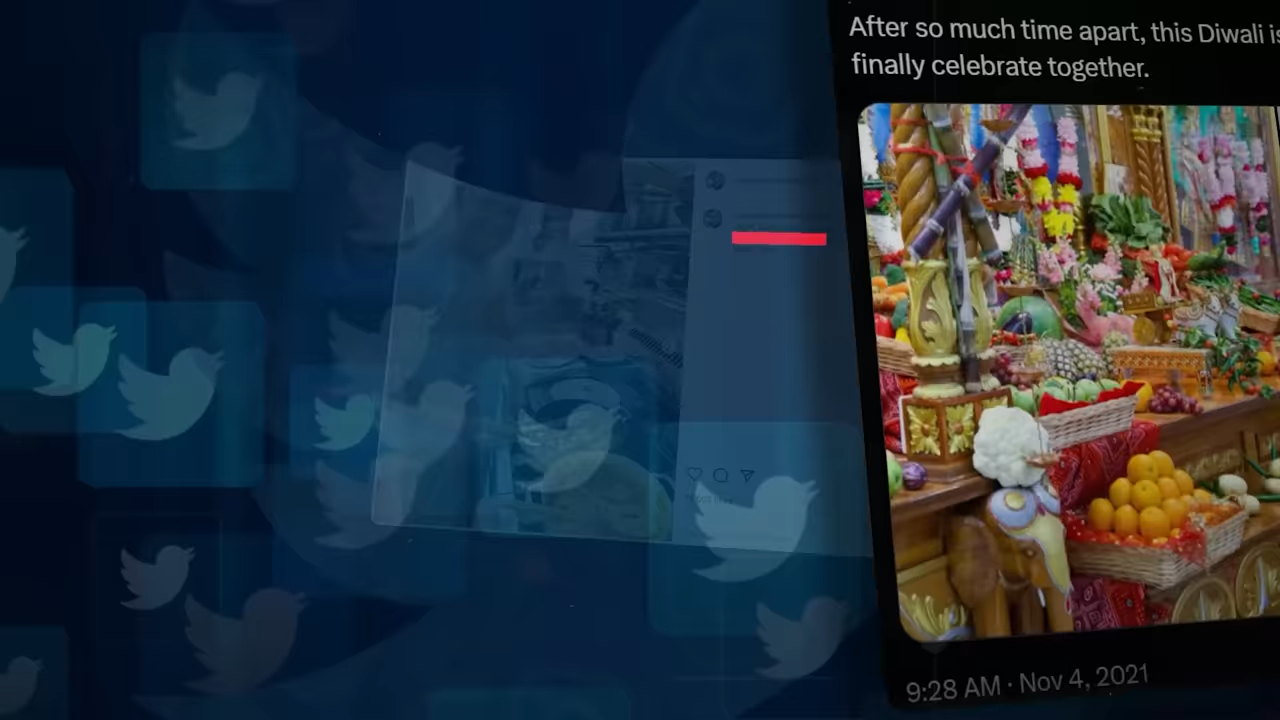 After so much time apart, this Diwali is
finally celebrate together.
9:28 AM · Nov 4, 2021